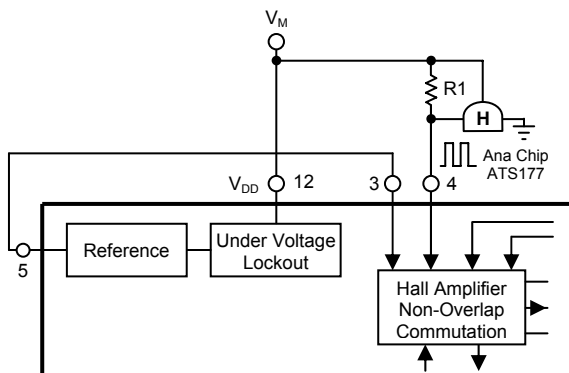 V_M
R1
H
Ana Chip
ATS177
V_DD 12 3 4
5
Reference
Under Voltage
Lockout
Hall Amplifier
Non-Overlap
Commutation